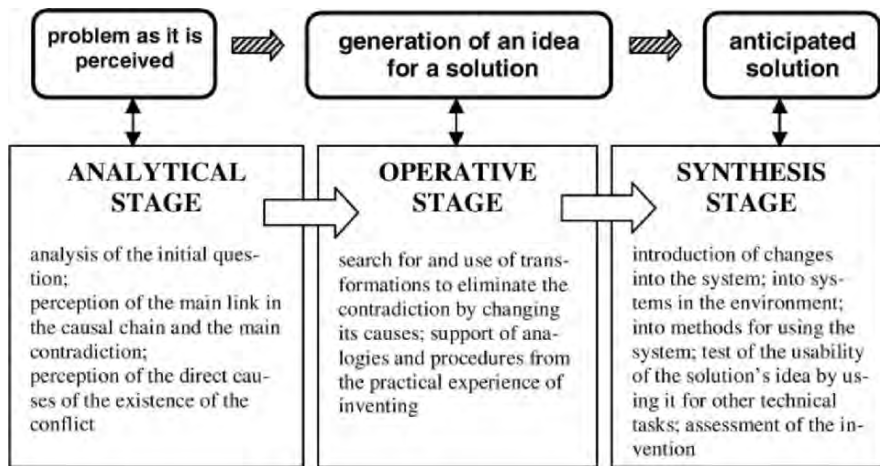 problem as it is
perceived
generation of an idea
for a solution
anticipated
solution
ANALYTICAL
STAGE
analysis of the initial ques-
tion;
perception of the main link in
the causal chain and the main
contradiction;
perception of the direct cau-
ses of the existence of the
conflict
OPERATIVE
STAGE
search for and use of trans-
formations to eliminate the
contradiction by changing
its causes; support of ana-
logies and procedures from
the practical experience of
inventing
SYNTHESIS
STAGE
introduction of changes
into the system; into sys-
tems in the environment;
into methods for using the
system; test of the usability
of the solution's idea by us-
ing it for other technical
tasks; assessment of the in-
vention